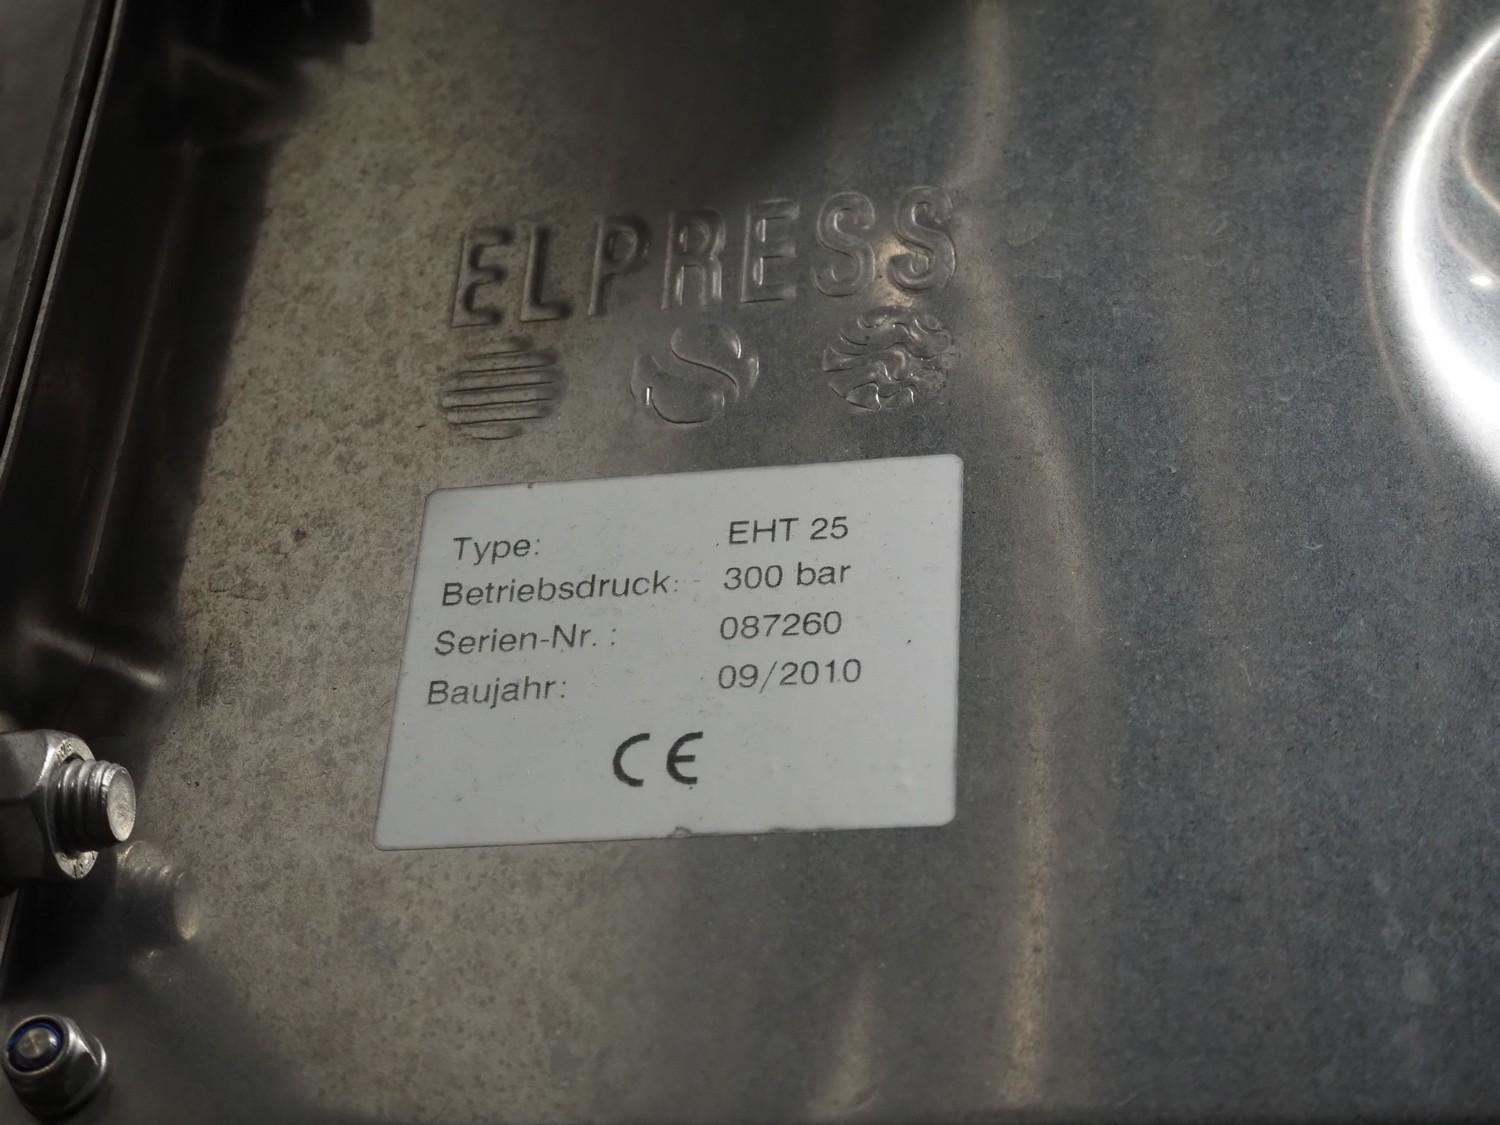 ELPRESS
Type: EHT 25
Betriebsdruck: 300 bar
Serien-Nr. : 087260
Baujahr: 09/2010
CE